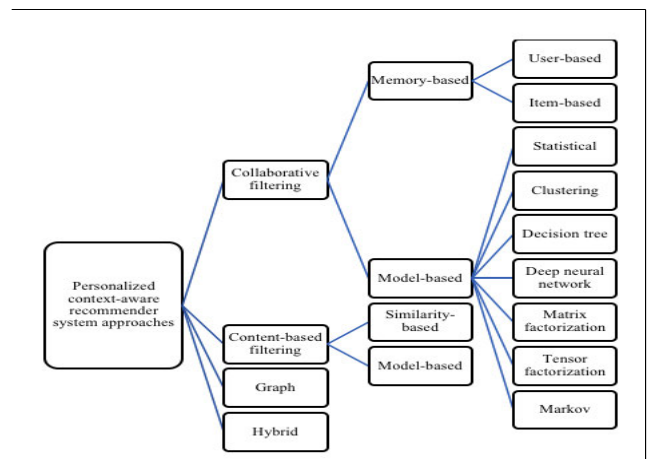 Personalized
context-aware
recommender
system approaches
Collaborative
filtering
Memory-based
User-based
Item-based
Model-based
Statistical
Clustering
Decision tree
Deep neural
network
Matrix
factorization
Tensor
factorization
Markov
Content-based
filtering
Similarity-
based
Model-based
Graph
Hybrid